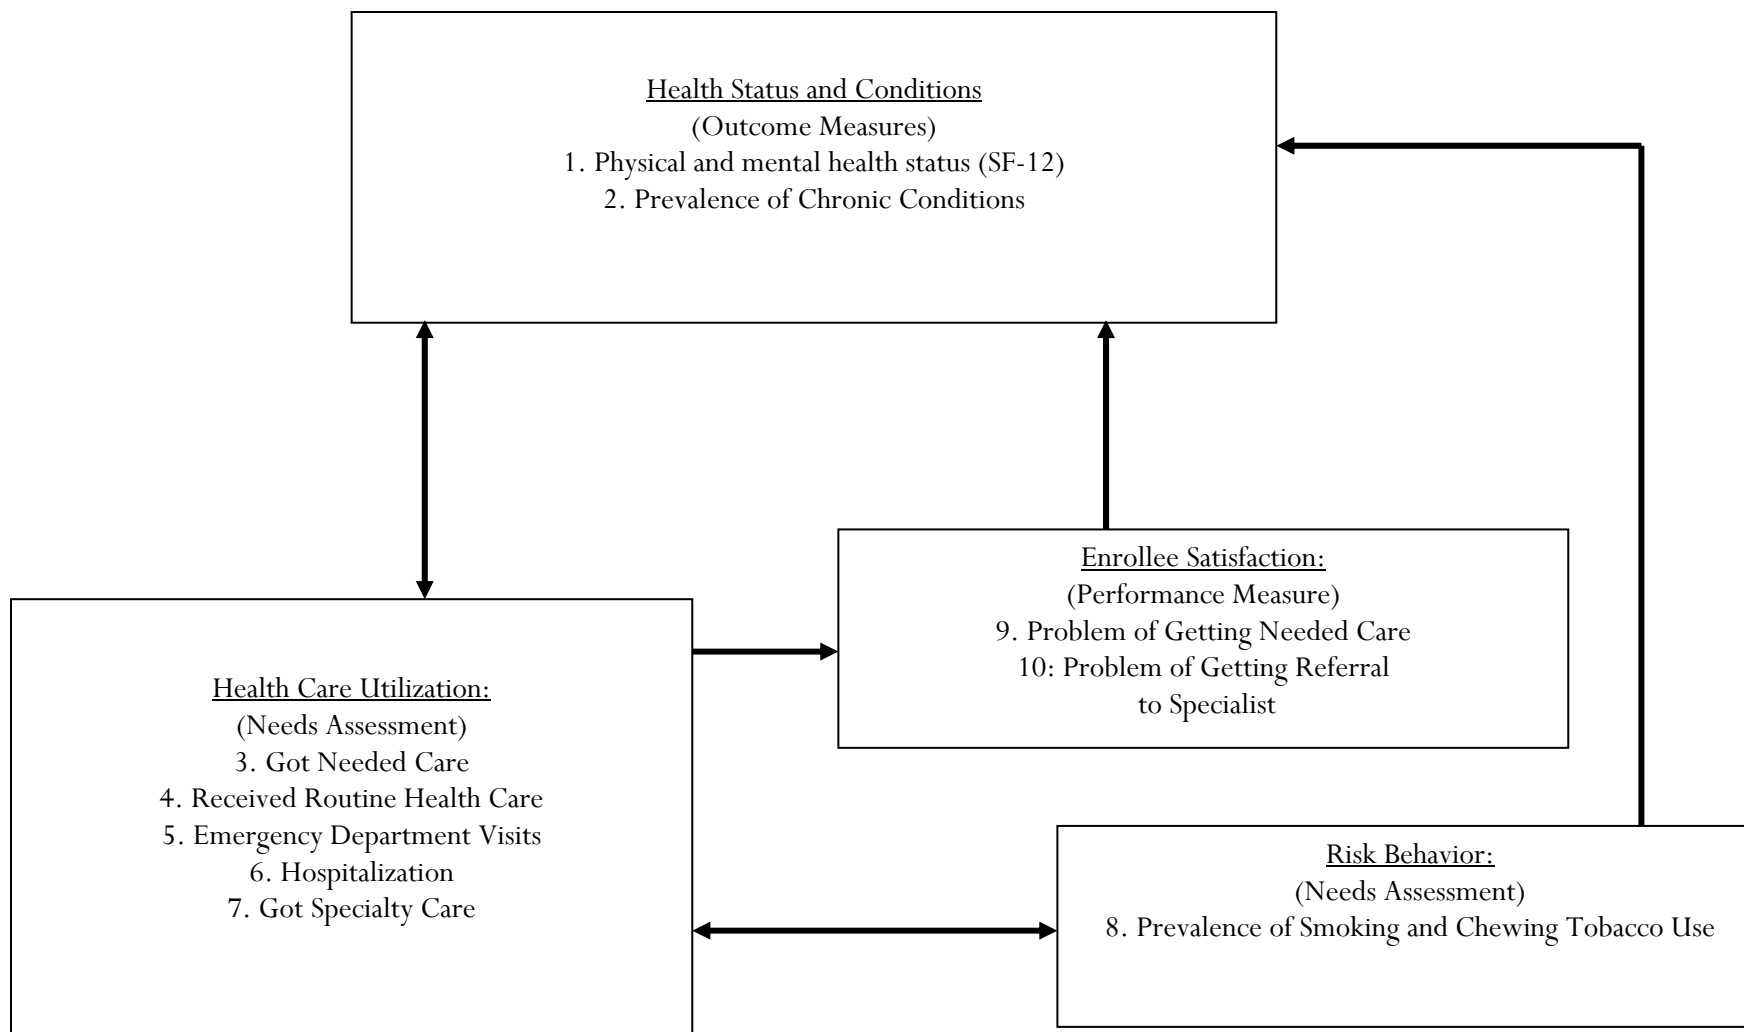 Health Status and Conditions
(Outcome Measures)
1. Physical and mental health status (SF-12)
2. Prevalence of Chronic Conditions
Enrollee Satisfaction:
(Performance Measure)
9. Problem of Getting Needed Care
10: Problem of Getting Referral
to Specialist
Health Care Utilization:
(Needs Assessment)
3. Got Needed Care
4. Received Routine Health Care
5. Emergency Department Visits
6. Hospitalization
7. Got Specialty Care
Risk Behavior:
(Needs Assessment)
8. Prevalence of Smoking and Chewing Tobacco Use